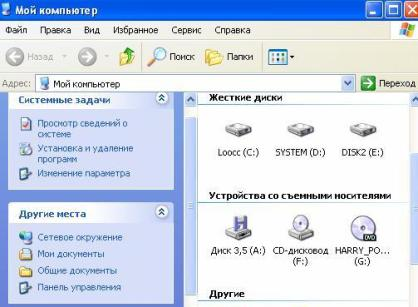 Мой компьютер
Файл Правка Вид Избранное Сервис Справка
Назад Поиск Папки
Адрес: Мой компьютер Переход
Системные задачи
Просмотр сведений о
системе
Установка и удаление
программ
Изменение параметра
Другие места
Сетевое окружение
Мои документы
Общие документы
Панель управления
Жесткие диски
Loocc (C:) SYSTEM (D:) DISK2 (E:)
Устройства со съемными носителями
Диск 3,5 (A:) CD-дисковод
(F:) HARRY_PO...
(G:)
DVD
Другие